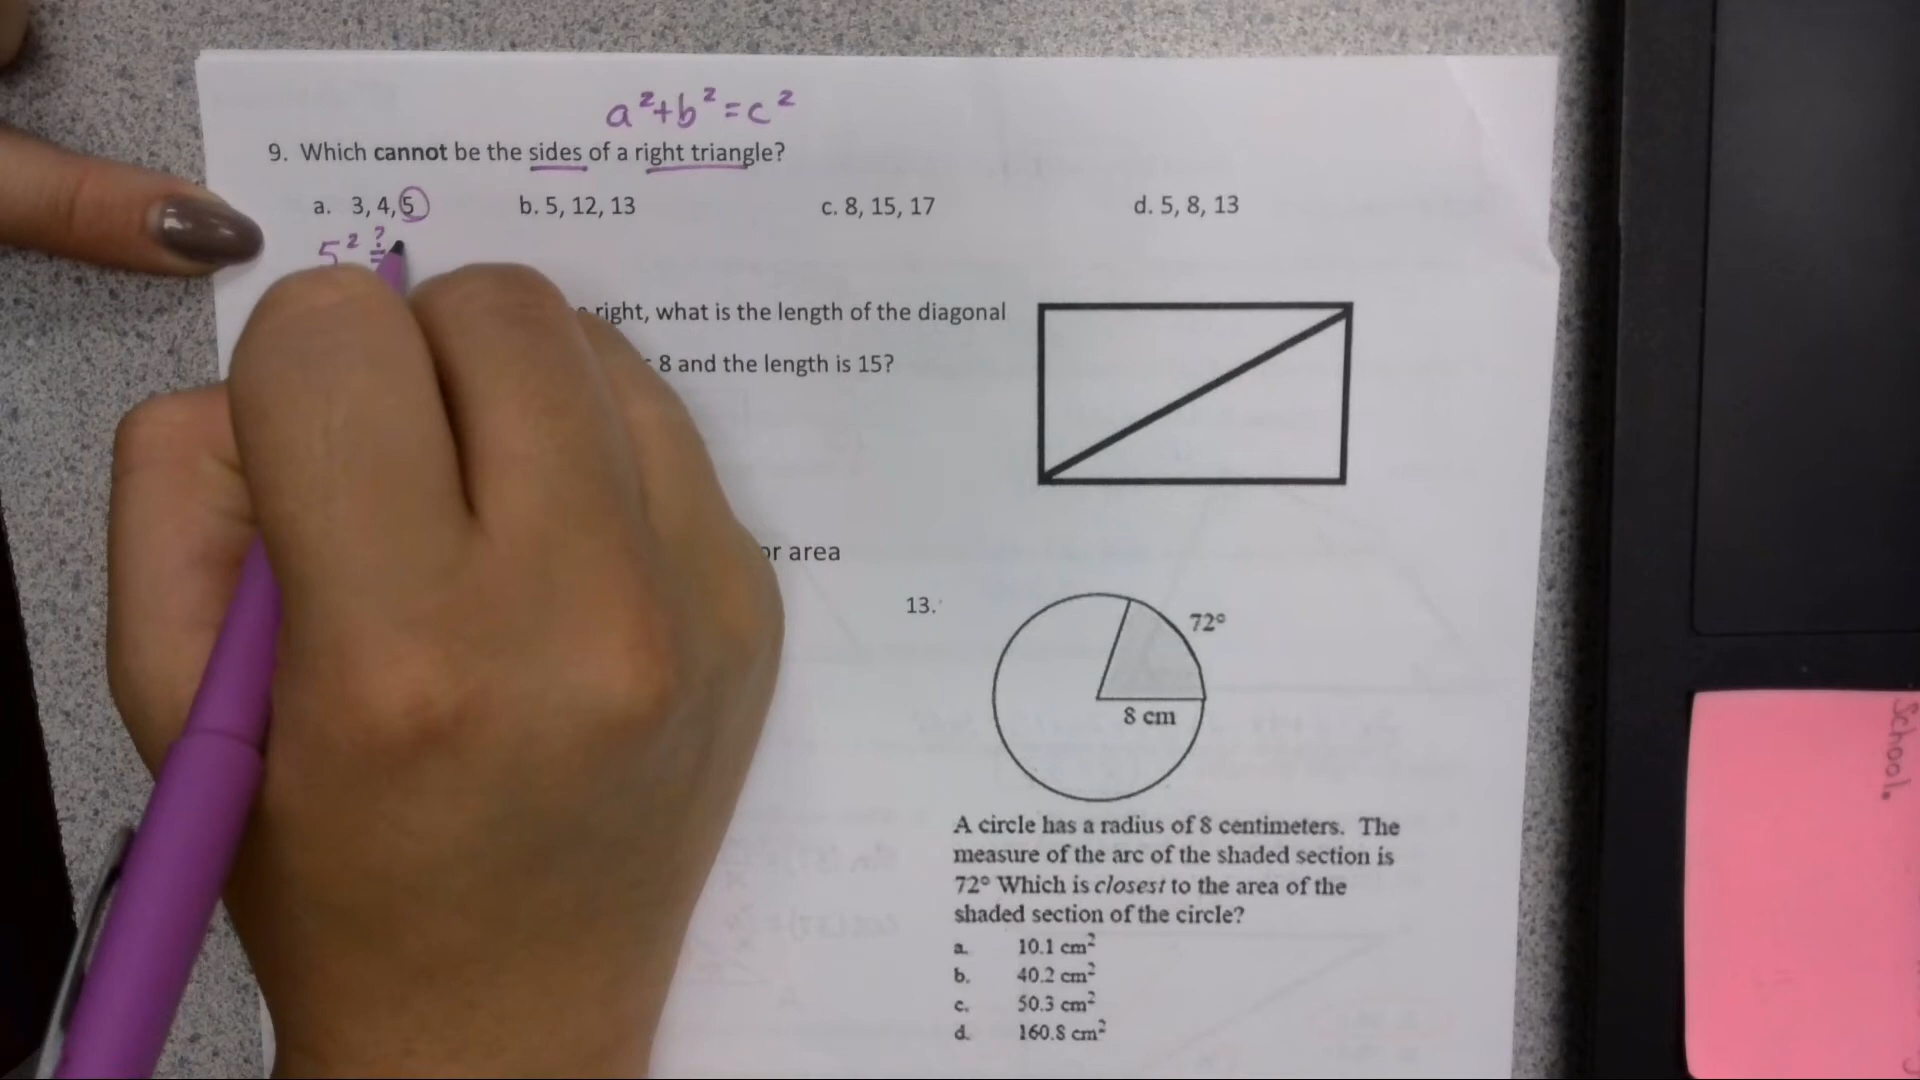 a²+b²=c²
9. Which cannot be the sides of a right triangle?
a. 3, 4, 5 b. 5, 12, 13 c. 8, 15, 17 d. 5, 8, 13
5² ≟
right, what is the length of the diagonal
8 and the length is 15?
or area
13.
72°
8 cm
A circle has a radius of 8 centimeters. The
measure of the arc of the shaded section is
72° Which is closest to the area of the
shaded section of the circle?
a. 10.1 cm²
b. 40.2 cm²
c. 50.3 cm²
d. 160.8 cm²
School.